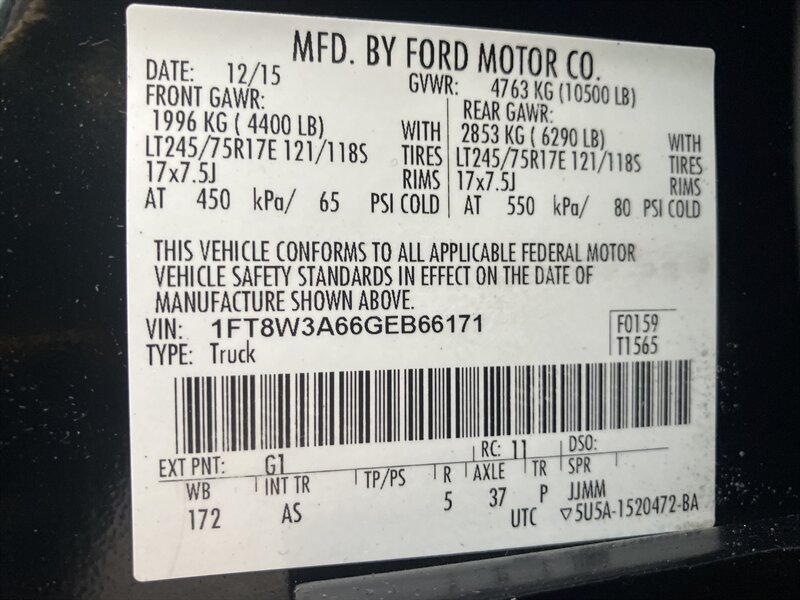 MFD. BY FORD MOTOR CO.
DATE: 12/15 GVWR: 4763 KG (10500 LB)
FRONT GAWR: REAR GAWR:
1996 KG ( 4400 LB) WITH 2853 KG ( 6290 LB) WITH
LT245/75R17E 121/118S TIRES LT245/75R17E 121/118S TIRES
17x7.5J RIMS 17x7.5J RIMS
AT 450 kPa/ 65 PSI COLD AT 550 kPa/ 80 PSI COLD
THIS VEHICLE CONFORMS TO ALL APPLICABLE FEDERAL MOTOR
VEHICLE SAFETY STANDARDS IN EFFECT ON THE DATE OF
MANUFACTURE SHOWN ABOVE.
VIN: 1FT8W3A66GEB66171 F0159
TYPE: Truck T1565
EXT PNT: G1 RC: 11 DSO:
WB INT TR TP/PS R AXLE TR SPR
172 AS 5 37 P JJMM
UTC ▽5U5A-1520472-BA